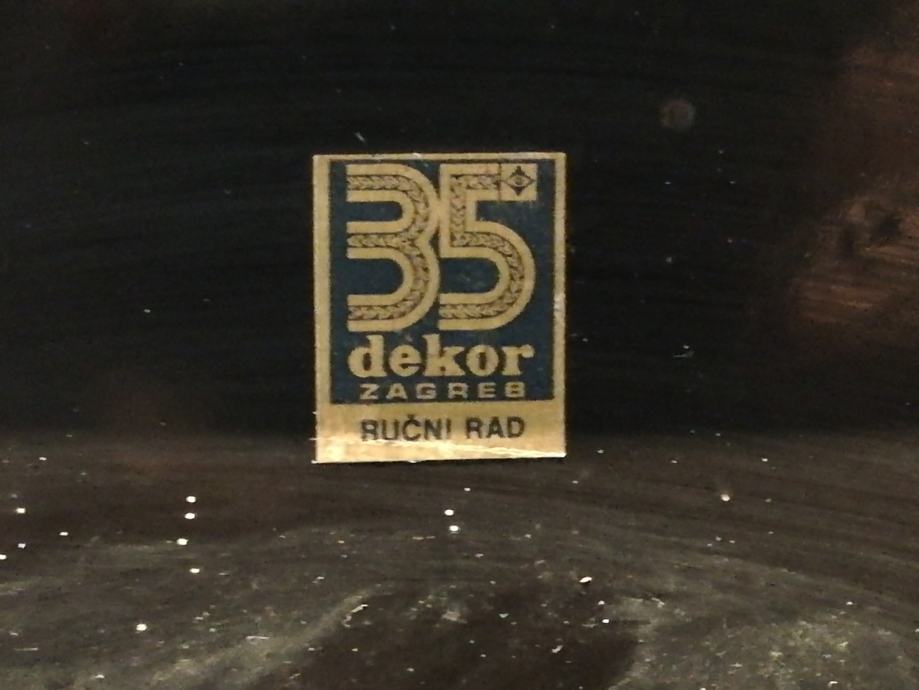 35
dekor
ZAGREB
RUČNI RAD